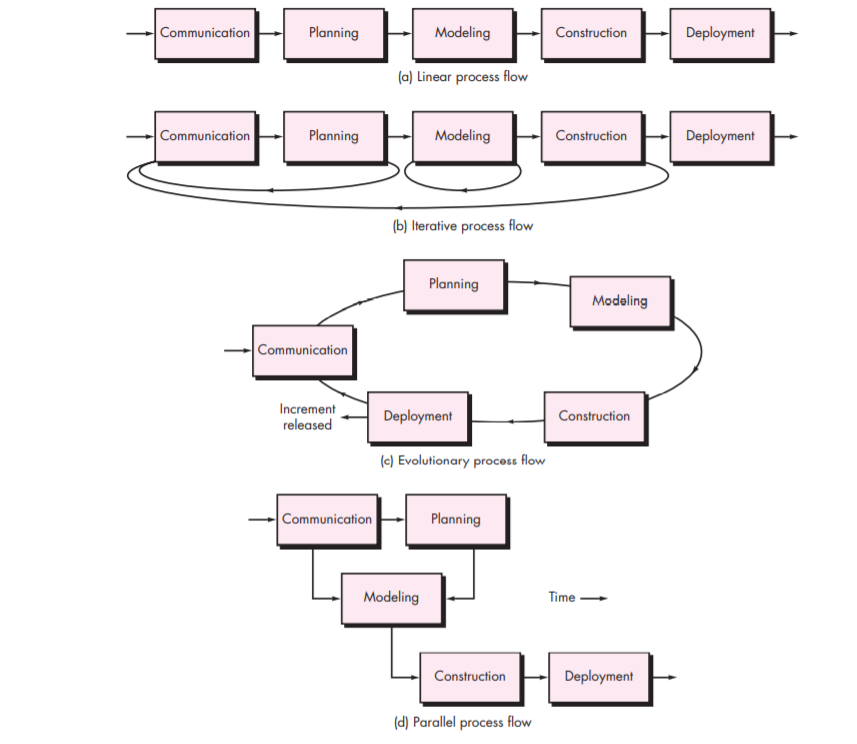 Communication
Planning
Modeling
Construction
Deployment
(a) Linear process flow
Communication
Planning
Modeling
Construction
Deployment
(b) Iterative process flow
Planning
Modeling
Communication
Increment
released
Deployment
Construction
(c) Evolutionary process flow
Communication
Planning
Modeling
Time
Construction
Deployment
(d) Parallel process flow